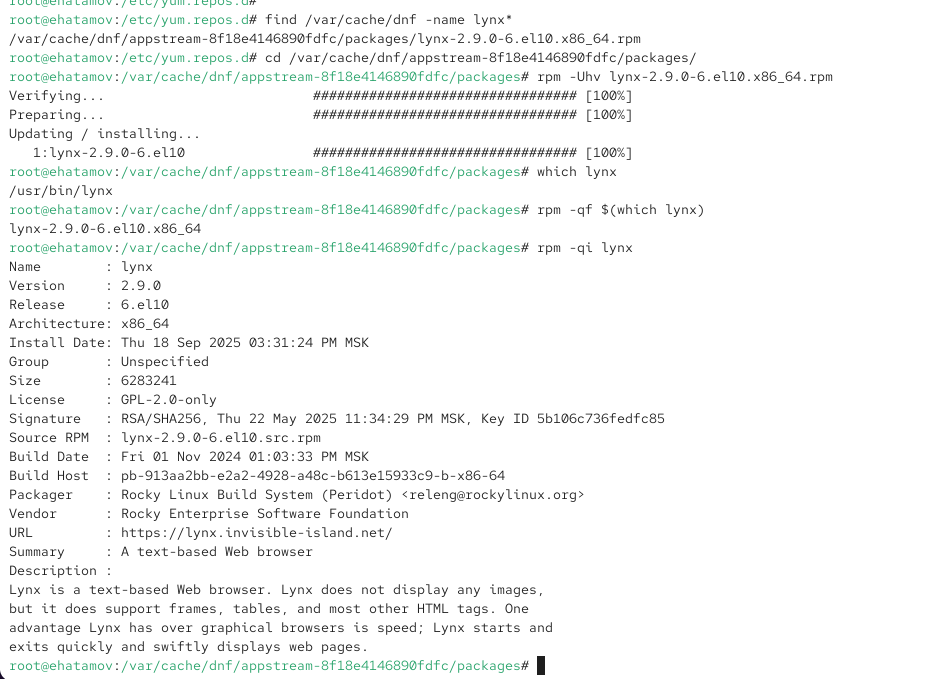 root@ehatamov:/etc/yum.repos.d#
root@ehatamov:/etc/yum.repos.d# find /var/cache/dnf -name lynx*
/var/cache/dnf/appstream-8f18e4146890fdfc/packages/lynx-2.9.0-6.el10.x86_64.rpm
root@ehatamov:/etc/yum.repos.d# cd /var/cache/dnf/appstream-8f18e4146890fdfc/packages/
root@ehatamov:/var/cache/dnf/appstream-8f18e4146890fdfc/packages# rpm -Uhv lynx-2.9.0-6.el10.x86_64.rpm
Verifying...                          ################################# [100%]
Preparing...                          ################################# [100%]
Updating / installing...
   1:lynx-2.9.0-6.el10                ################################# [100%]
root@ehatamov:/var/cache/dnf/appstream-8f18e4146890fdfc/packages# which lynx
/usr/bin/lynx
root@ehatamov:/var/cache/dnf/appstream-8f18e4146890fdfc/packages# rpm -qf $(which lynx)
lynx-2.9.0-6.el10.x86_64
root@ehatamov:/var/cache/dnf/appstream-8f18e4146890fdfc/packages# rpm -qi lynx
Name        : lynx
Version     : 2.9.0
Release     : 6.el10
Architecture: x86_64
Install Date: Thu 18 Sep 2025 03:31:24 PM MSK
Group       : Unspecified
Size        : 6283241
License     : GPL-2.0-only
Signature   : RSA/SHA256, Thu 22 May 2025 11:34:29 PM MSK, Key ID 5b106c736fedfc85
Source RPM  : lynx-2.9.0-6.el10.src.rpm
Build Date  : Fri 01 Nov 2024 01:03:33 PM MSK
Build Host  : pb-913aa2bb-e2a2-4928-a48c-b613e15933c9-b-x86-64
Packager    : Rocky Linux Build System (Peridot) <releng@rockylinux.org>
Vendor      : Rocky Enterprise Software Foundation
URL         : https://lynx.invisible-island.net/
Summary     : A text-based Web browser
Description :
Lynx is a text-based Web browser. Lynx does not display any images,
but it does support frames, tables, and most other HTML tags. One
advantage Lynx has over graphical browsers is speed; Lynx starts and
exits quickly and swiftly displays web pages.
root@ehatamov:/var/cache/dnf/appstream-8f18e4146890fdfc/packages#